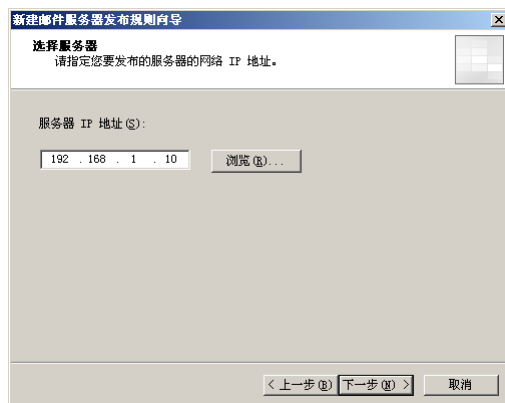 新建邮件服务器发布规则向导
选择服务器
请指定您要发布的服务器的网络 IP 地址。
服务器 IP 地址(S):
192 . 168 . 1 . 10 浏览(R)...
< 上一步(B) 下一步(N) > 取消